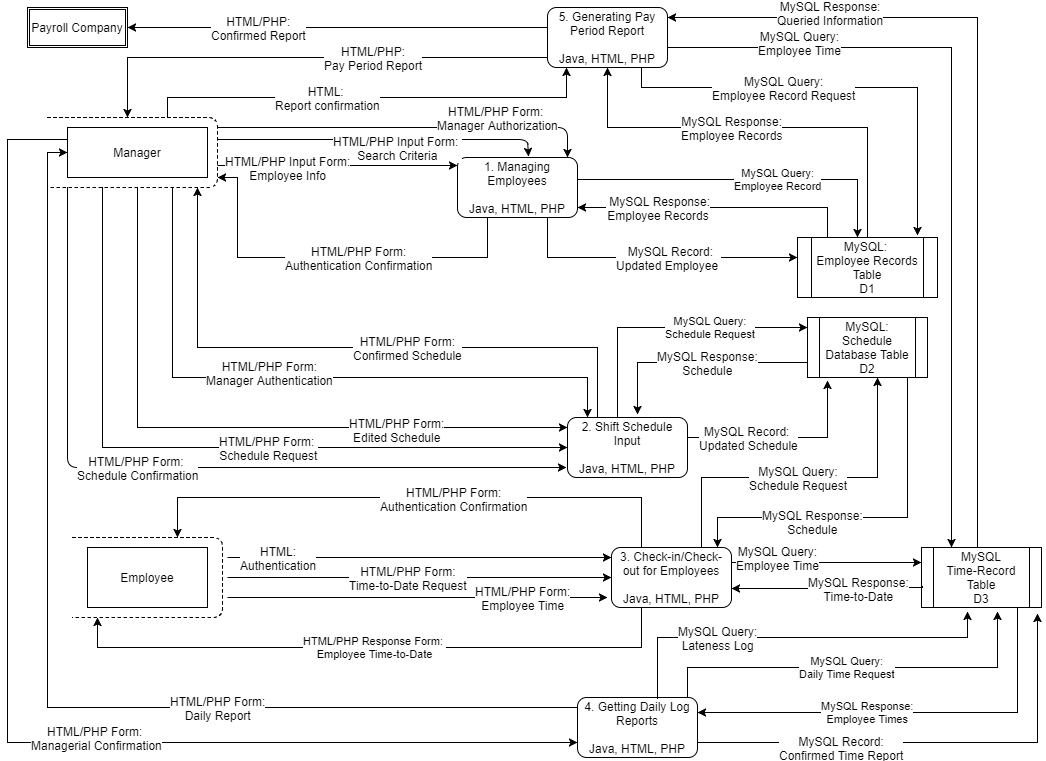 Payroll Company
HTML/PHP:
Confirmed Report
5. Generating Pay
Period Report
Java, HTML, PHP
MySQL Response:
Queried Information
MySQL Query:
Employee Time
HTML/PHP:
Pay Period Report
HTML:
Report confirmation
MySQL Query:
Employee Record Request
HTML/PHP Form:
Manager Authorization
MySQL Response:
Employee Records
Manager
HTML/PHP Input Form:
Search Criteria
HTML/PHP Input Form:
Employee Info
1. Managing
Employees
Java, HTML, PHP
MySQL Query:
Employee Record
MySQL Response:
Employee Records
HTML/PHP Form:
Authentication Confirmation
MySQL Record:
Updated Employee
MySQL:
Employee Records
Table
D1
MySQL Query:
Schedule Request
MySQL:
Schedule
Database Table
D2
HTML/PHP Form:
Confirmed Schedule
MySQL Response:
Schedule
HTML/PHP Form:
Manager Authentication
HTML/PHP Form:
Edited Schedule
2. Shift Schedule
Input
Java, HTML, PHP
MySQL Record:
Updated Schedule
HTML/PHP Form:
Schedule Request
HTML/PHP Form:
Schedule Confirmation
MySQL Query:
Schedule Request
HTML/PHP Form:
Authentication Confirmation
MySQL Response:
Schedule
Employee
HTML:
Authentication
HTML/PHP Form:
Time-to-Date Request
HTML/PHP Form:
Employee Time
3. Check-in/Check-
out for Employees
Java, HTML, PHP
MySQL Query:
Employee Time
MySQL Response:
Time-to-Date
MySQL
Time-Record
Table
D3
HTML/PHP Response Form:
Employee Time-to-Date
MySQL Query:
Lateness Log
MySQL Query:
Daily Time Request
HTML/PHP Form:
Daily Report
4. Getting Daily Log
Reports
Java, HTML, PHP
MySQL Response:
Employee Times
HTML/PHP Form:
Managerial Confirmation
MySQL Record:
Confirmed Time Report